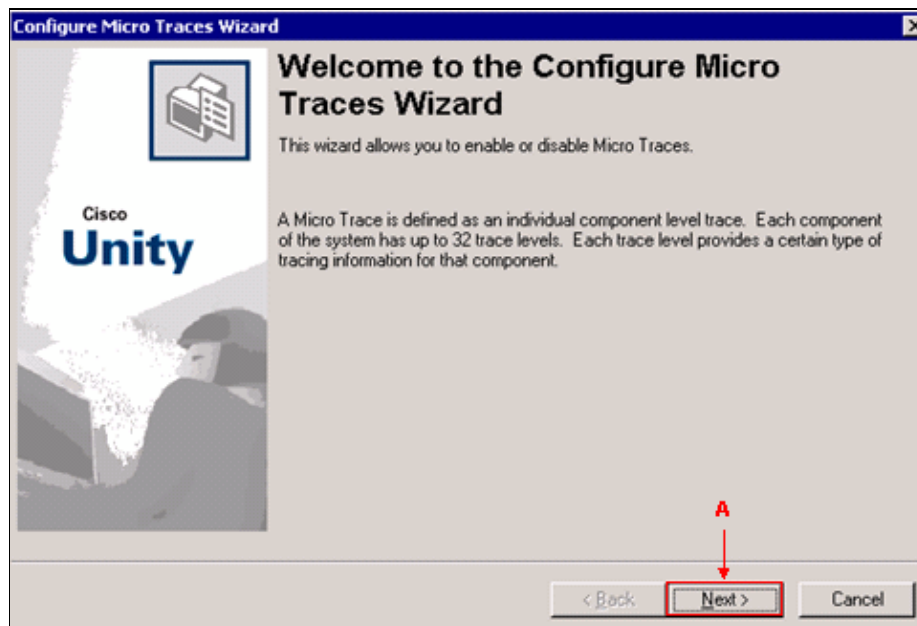 Configure Micro Traces Wizard
Welcome to the Configure Micro
Traces Wizard
This wizard allows you to enable or disable Micro Traces.
Cisco
Unity
A Micro Trace is defined as an individual component level trace. Each component
of the system has up to 32 trace levels. Each trace level provides a certain type of
tracing information for that component.
A
< Back
Next >
Cancel